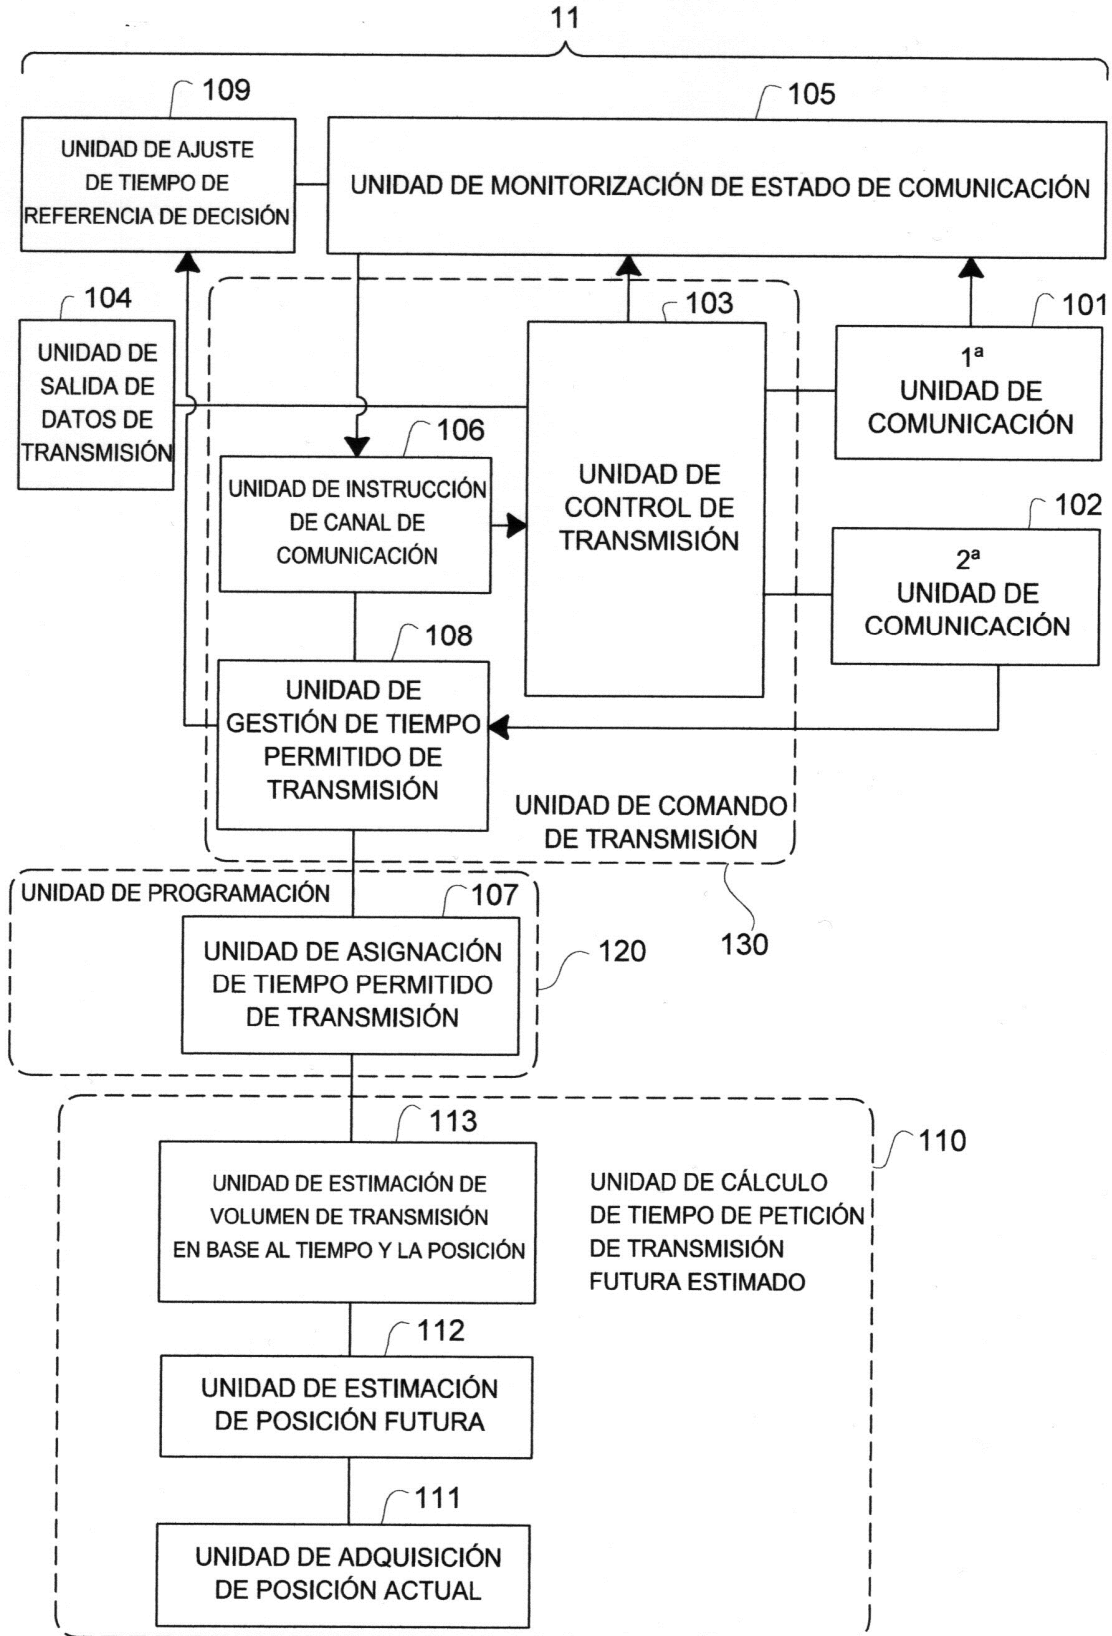 11
109
105
UNIDAD DE AJUSTE
DE TIEMPO DE
REFERENCIA DE DECISIÓN
UNIDAD DE MONITORIZACIÓN DE ESTADO DE COMUNICACIÓN
104
103
101
UNIDAD DE
SALIDA DE
DATOS DE
TRANSMISIÓN
1ª
UNIDAD DE
COMUNICACIÓN
106
UNIDAD DE INSTRUCCIÓN
DE CANAL DE
COMUNICACIÓN
UNIDAD DE
CONTROL DE
TRANSMISIÓN
102
2ª
UNIDAD DE
COMUNICACIÓN
108
UNIDAD DE
GESTIÓN DE TIEMPO
PERMITIDO DE
TRANSMISIÓN
UNIDAD DE COMANDO
DE TRANSMISIÓN
130
UNIDAD DE PROGRAMACIÓN
107
120
UNIDAD DE ASIGNACIÓN
DE TIEMPO PERMITIDO
DE TRANSMISIÓN
113
110
UNIDAD DE ESTIMACIÓN DE
VOLUMEN DE TRANSMISIÓN
EN BASE AL TIEMPO Y LA POSICIÓN
UNIDAD DE CÁLCULO
DE TIEMPO DE PETICIÓN
DE TRANSMISIÓN
FUTURA ESTIMADO
112
UNIDAD DE ESTIMACIÓN
DE POSICIÓN FUTURA
111
UNIDAD DE ADQUISICIÓN
DE POSICIÓN ACTUAL